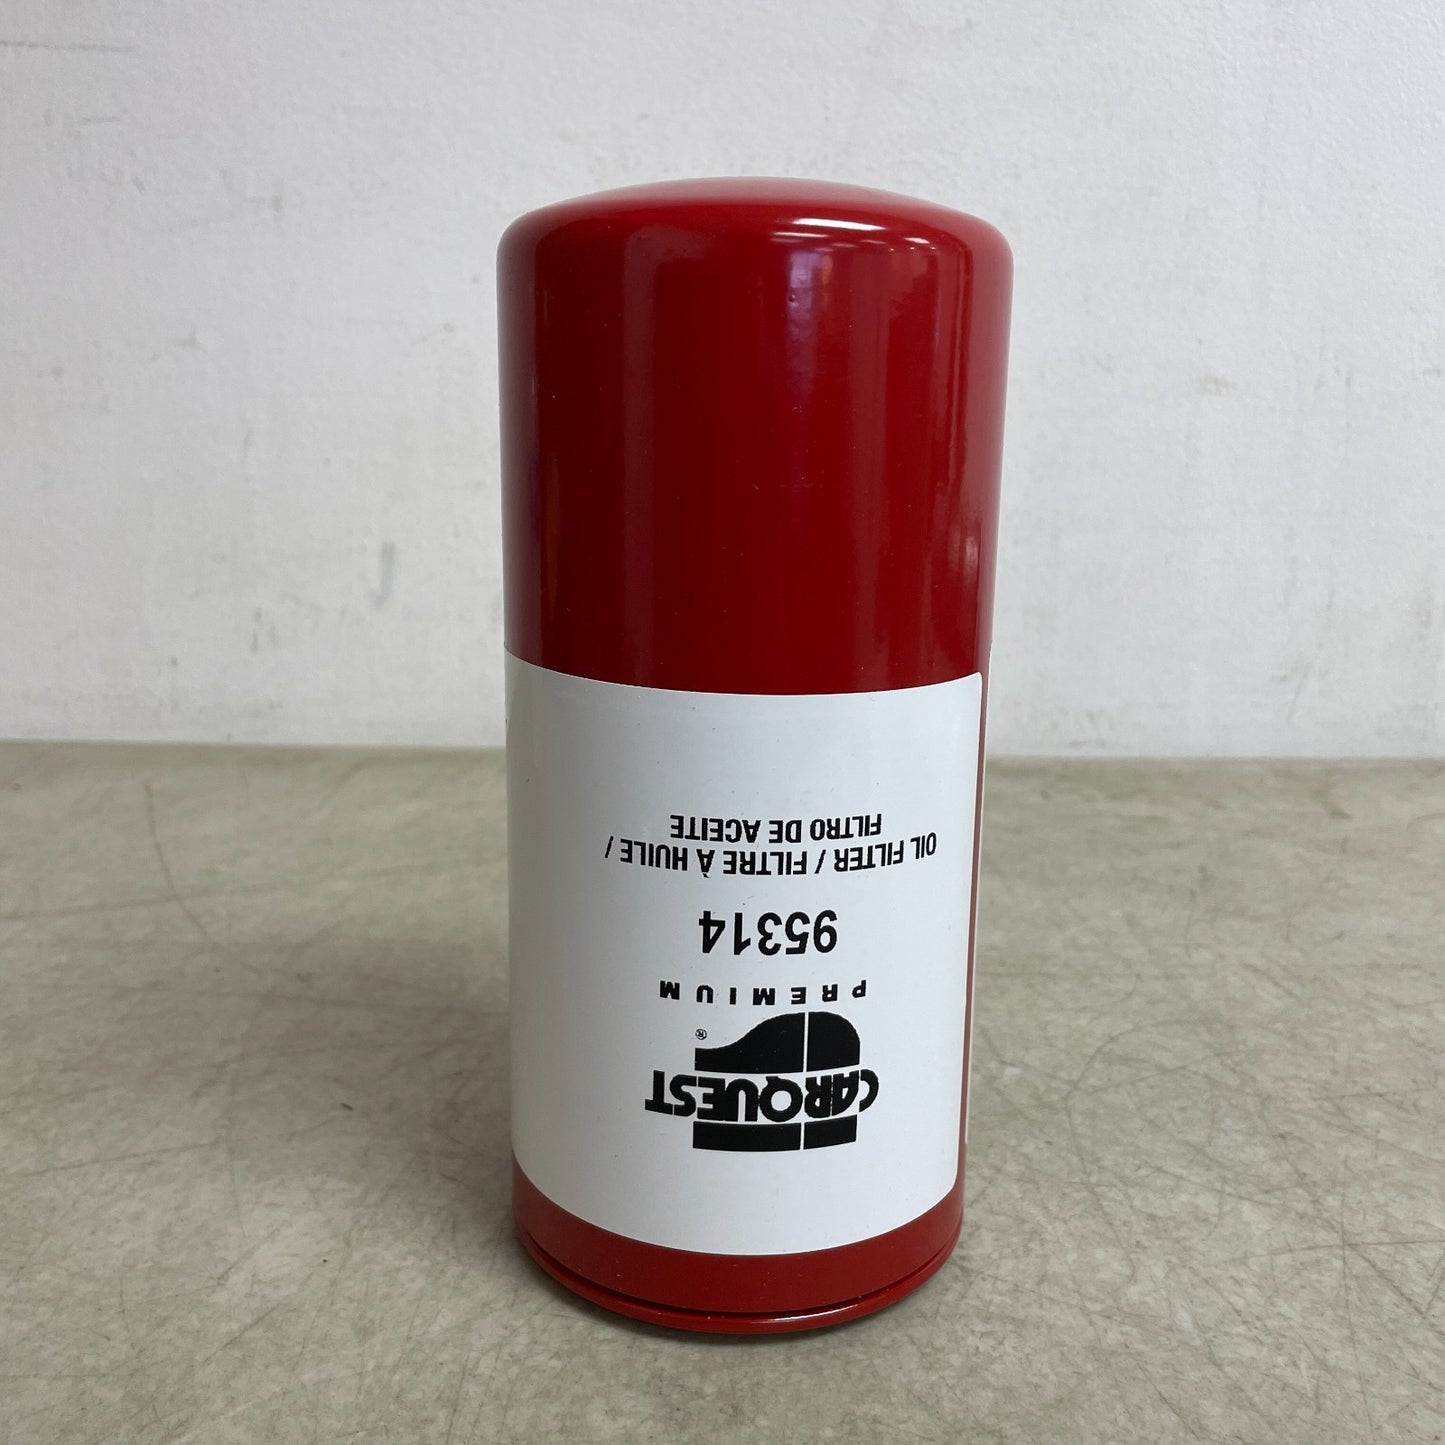 CARQUEST
®
PREMIUM
95314
OIL FILTER / FILTRE À HUILE /
FILTRO DE ACEITE